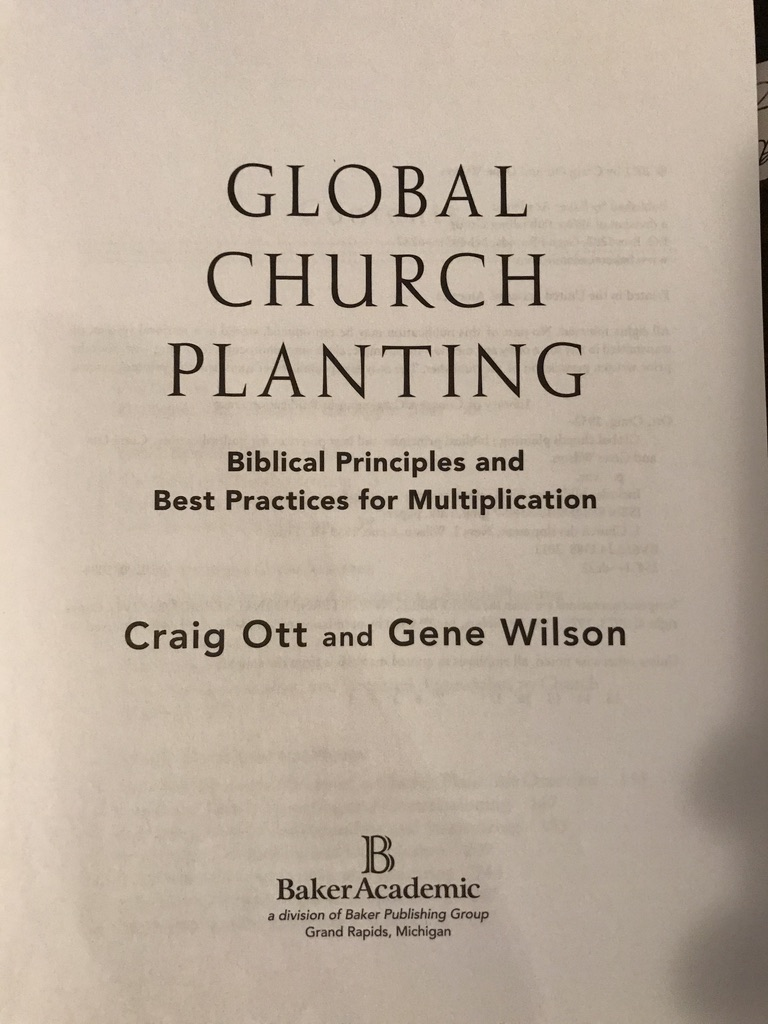 GLOBAL
CHURCH
PLANTING
Biblical Principles and
Best Practices for Multiplication
Craig Ott and Gene Wilson
B
BakerAcademic
a division of Baker Publishing Group
Grand Rapids, Michigan